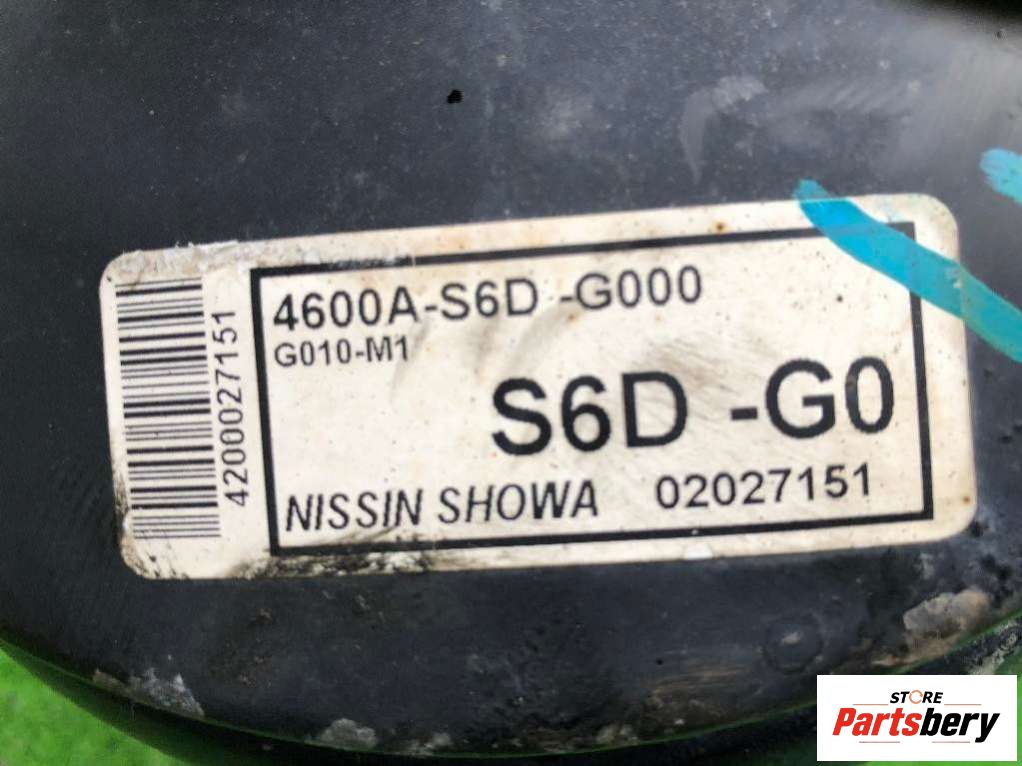 4600A-S6D -G000
G010-M1
S6D -G0
NISSIN SHOWA 02027151
4200027151
STORE
Partsbery